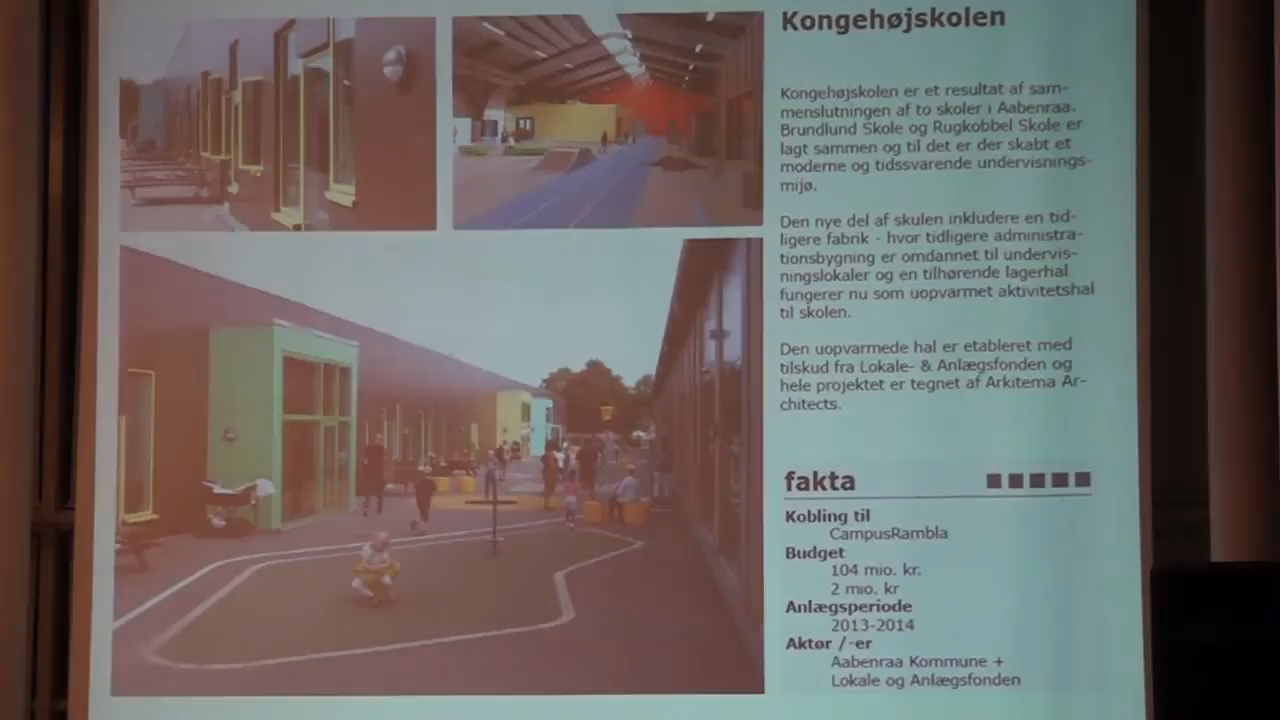 Kongehøjskolen
Kongehøjskolen er et resultat af sam-
menslutningen af to skoler i Aabenraa.
Brundlund Skole og Rugkobbel Skole er
lagt sammen og til det er der skabt et
moderne og tidssvarende undervisnings-
mijø.
Den nye del af skulen inkludere en tid-
ligere fabrik - hvor tidligere administra-
tionsbygning er omdannet til undervis-
ningslokaler og en tilhørende lagerhal
fungerer nu som uopvarmet aktivitetshal
til skolen.
Den uopvarmede hal er etableret med
tilskud fra Lokale- & Anlægsfonden og
hele projektet er tegnet af Arkitema Ar-
chitects.
fakta
Kobling til
CampusRambla
Budget
104 mio. kr.
2 mio. kr
Anlægsperiode
2013-2014
Aktør /-er
Aabenraa Kommune +
Lokale og Anlægsfonden